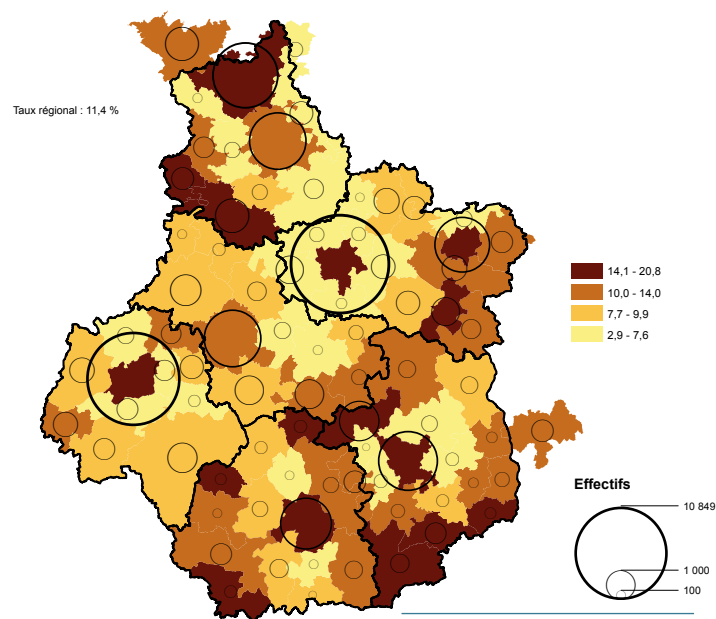 Taux régional : 11,4 %
14,1 - 20,8
10,0 - 14,0
7,7 - 9,9
2,9 - 7,6
Effectifs
10 849
1 000
100